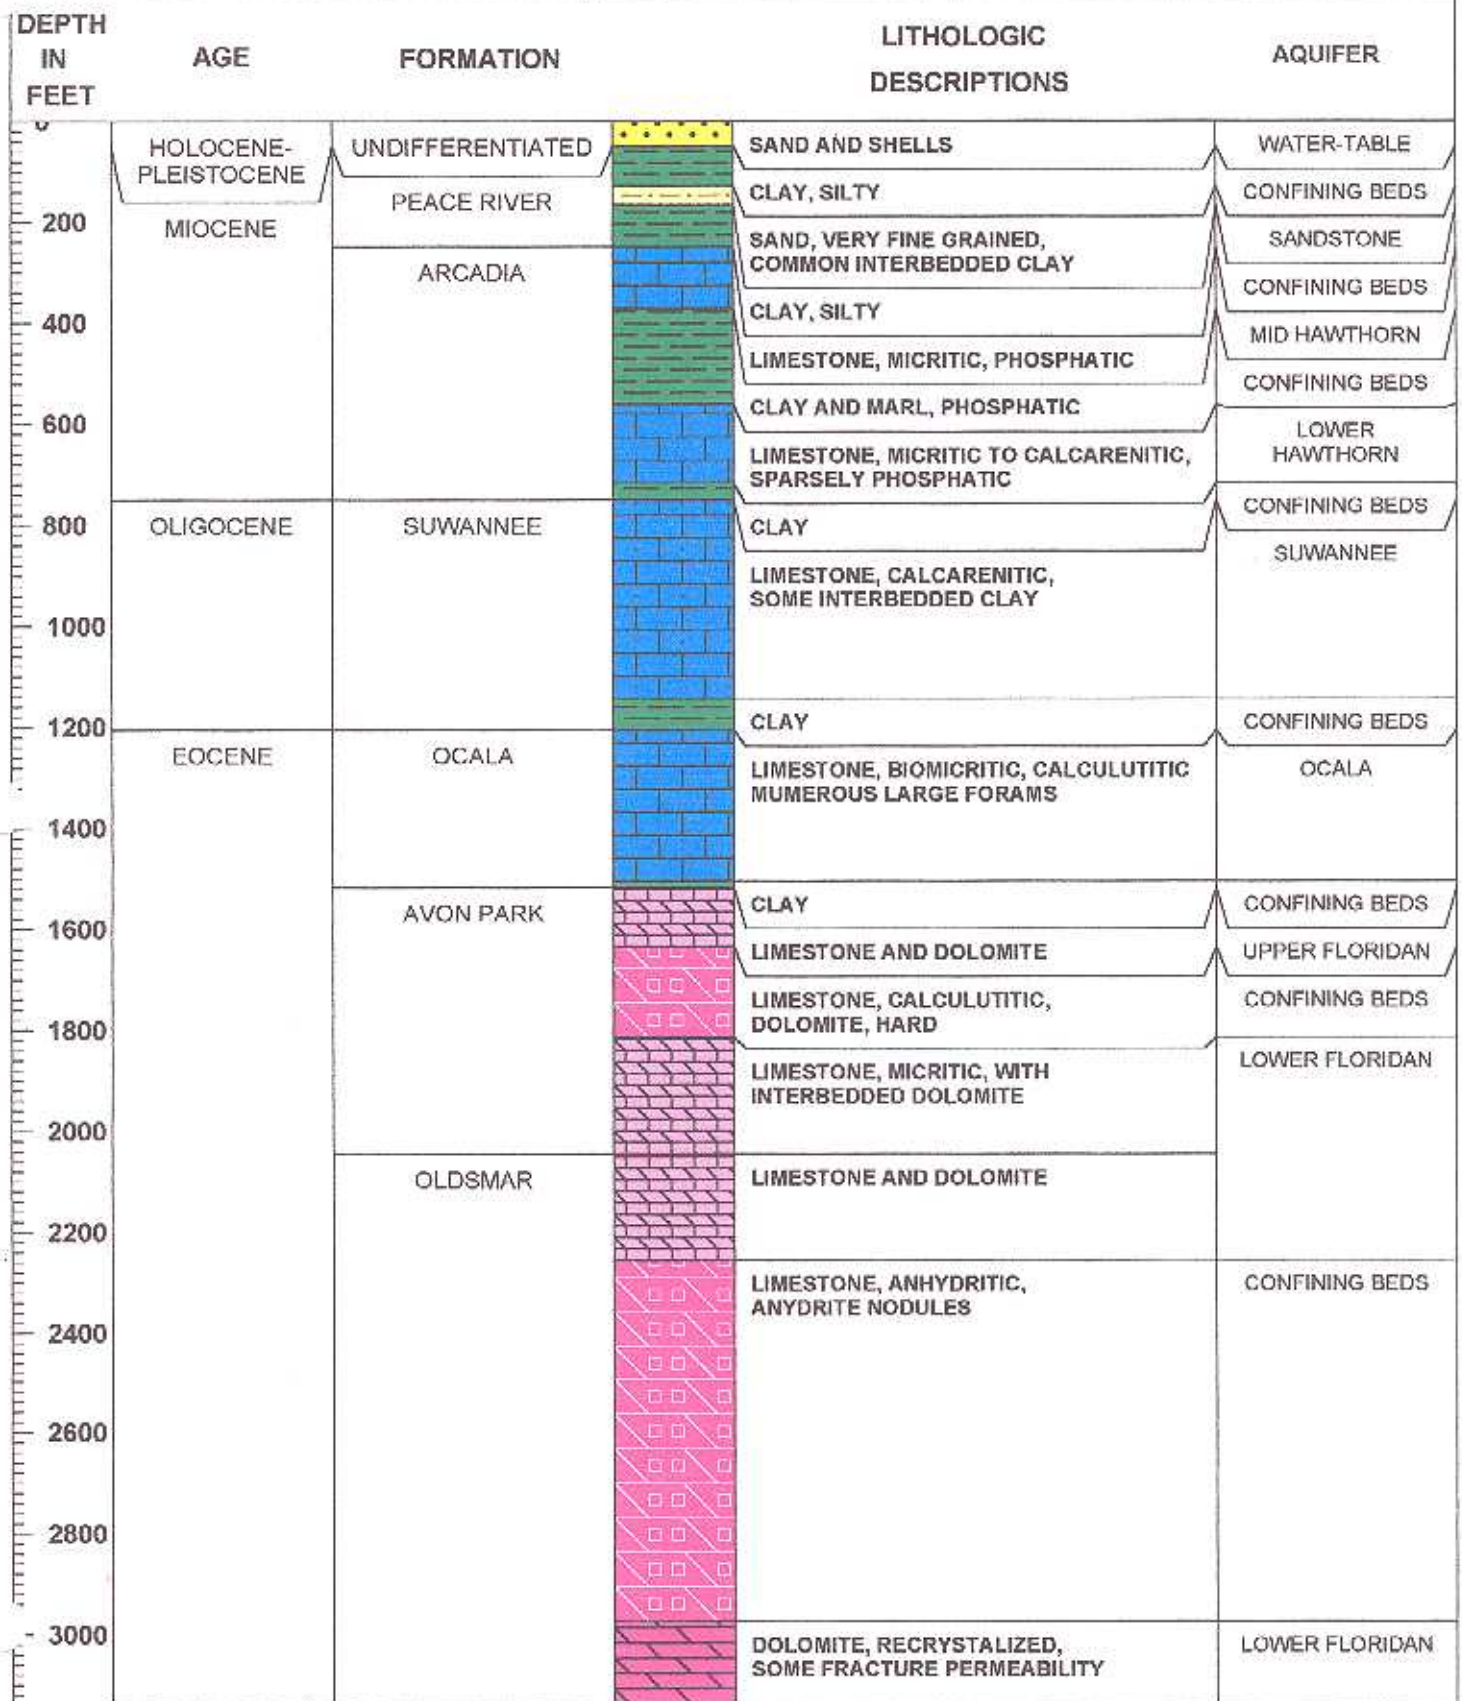 DEPTH
IN
FEET
AGE
FORMATION
LITHOLOGIC
DESCRIPTIONS
AQUIFER
0
200
400
600
800
1000
1200
1400
1600
1800
2000
2200
2400
2600
2800
3000
HOLOCENE-
PLEISTOCENE
MIOCENE
OLIGOCENE
EOCENE
UNDIFFERENTIATED
PEACE RIVER
ARCADIA
SUWANNEE
OCALA
AVON PARK
OLDSMAR
SAND AND SHELLS
CLAY, SILTY
SAND, VERY FINE GRAINED,
COMMON INTERBEDDED CLAY
CLAY, SILTY
LIMESTONE, MICRITIC, PHOSPHATIC
CLAY AND MARL, PHOSPHATIC
LIMESTONE, MICRITIC TO CALCARENITIC,
SPARSELY PHOSPHATIC
CLAY
LIMESTONE, CALCARENITIC,
SOME INTERBEDDED CLAY
CLAY
LIMESTONE, BIOMICRITIC, CALCULUTITIC
MUMEROUS LARGE FORAMS
CLAY
LIMESTONE AND DOLOMITE
LIMESTONE, CALCULUTITIC,
DOLOMITE, HARD
LIMESTONE, MICRITIC, WITH
INTERBEDDED DOLOMITE
LIMESTONE AND DOLOMITE
LIMESTONE, ANHYDRITIC,
ANYDRITE NODULES
DOLOMITE, RECRYSTALIZED,
SOME FRACTURE PERMEABILITY
WATER-TABLE
CONFINING BEDS
SANDSTONE
CONFINING BEDS
MID HAWTHORN
CONFINING BEDS
LOWER
HAWTHORN
CONFINING BEDS
SUWANNEE
CONFINING BEDS
OCALA
CONFINING BEDS
UPPER FLORIDAN
CONFINING BEDS
LOWER FLORIDAN
CONFINING BEDS
LOWER FLORIDAN